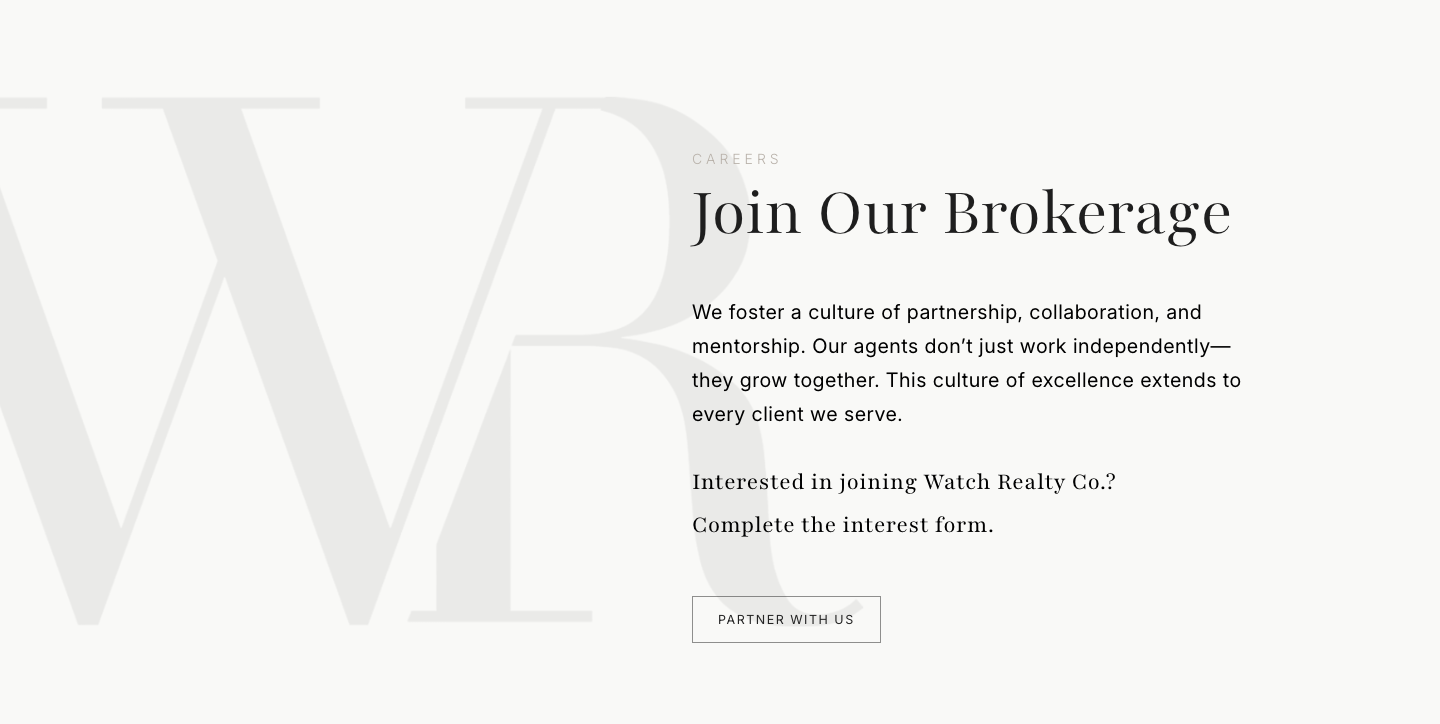 WR
CAREERS
Join Our Brokerage
We foster a culture of partnership, collaboration, and
mentorship. Our agents don’t just work independently—
they grow together. This culture of excellence extends to
every client we serve.
Interested in joining Watch Realty Co.?
Complete the interest form.
PARTNER WITH US